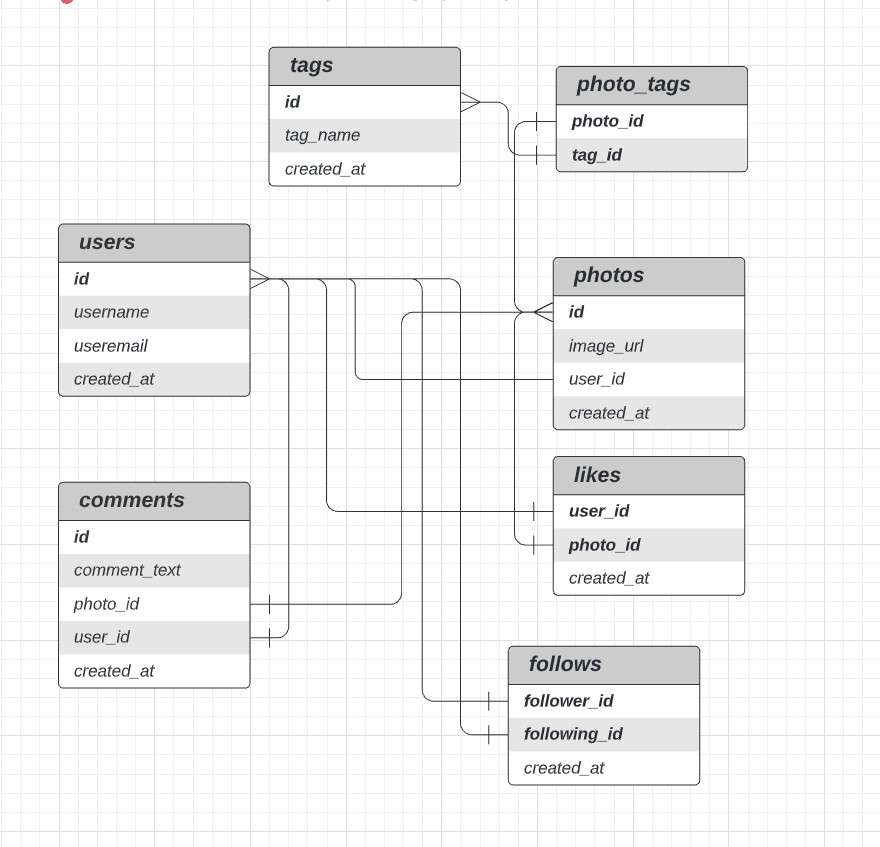 tags
id
tag_name
created_at
photo_tags
photo_id
tag_id
users
id
username
useremail
created_at
photos
id
image_url
user_id
created_at
comments
id
comment_text
photo_id
user_id
created_at
likes
user_id
photo_id
created_at
follows
follower_id
following_id
created_at